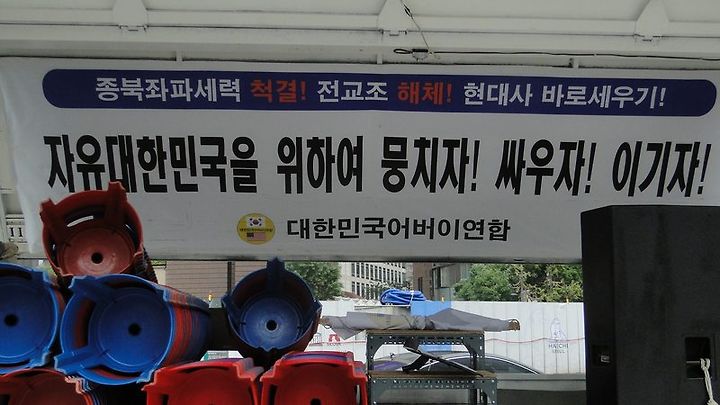 종북좌파세력 척결! 전교조 해체! 현대사 바로세우기!
자유대한민국을 위하여 뭉치자! 싸우자! 이기자!
대한민국어버이연합
HAECHI
SEOUL